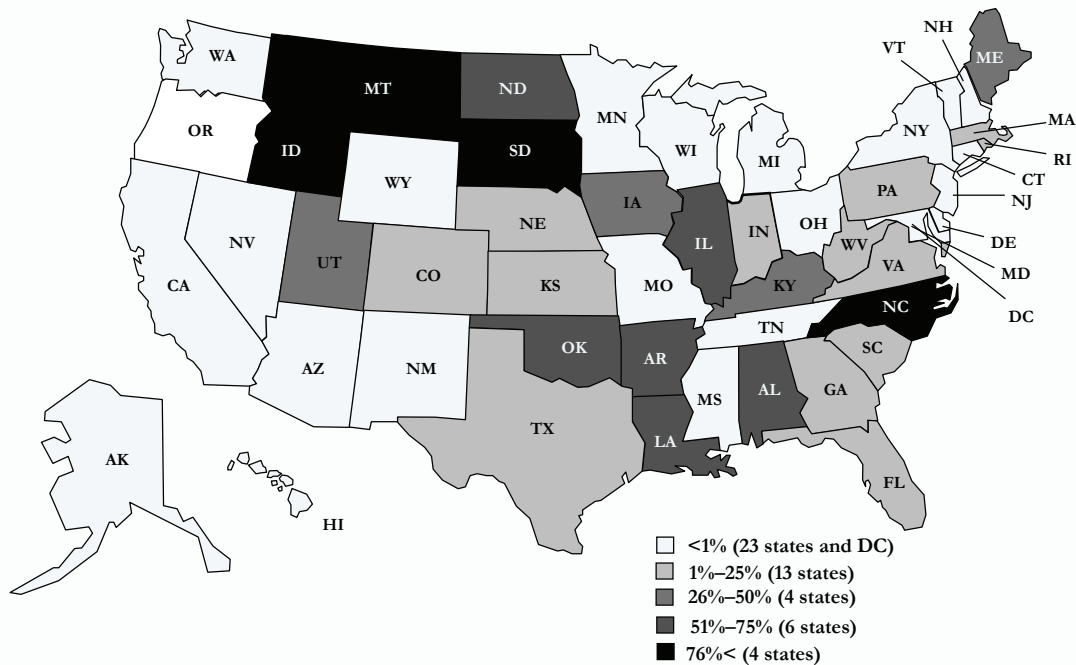 NH
VT
ME
WA
MT
ND
MN
OR
NY
MA
ID
SD
WI
MI
RI
CT
WY
PA
NJ
IA
NE
OH
NV
IL
IN
DE
WV
UT
CO
VA
MD
CA
KS
MO
KY
NC
DC
TN
OK
SC
AZ
NM
AR
GA
MS
AL
TX
LA
AK
FL
HI
<1% (23 states and DC)
1%–25% (13 states)
26%–50% (4 states)
51%–75% (6 states)
76%< (4 states)